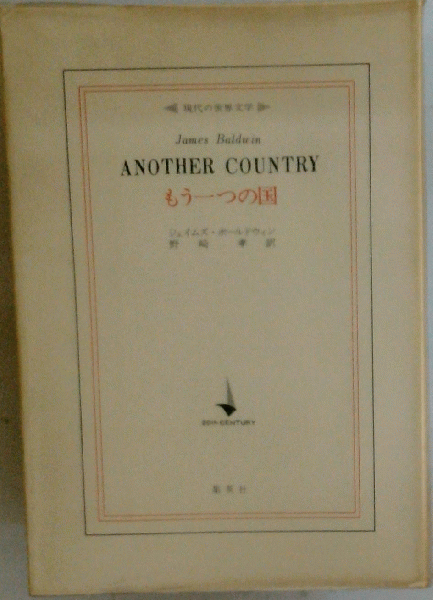 現代の世界文学
James Baldwin
ANOTHER COUNTRY
もう一つの国
ジェイムズ・ボールドウィン
野崎孝訳
20TH-CENTURY
集英社